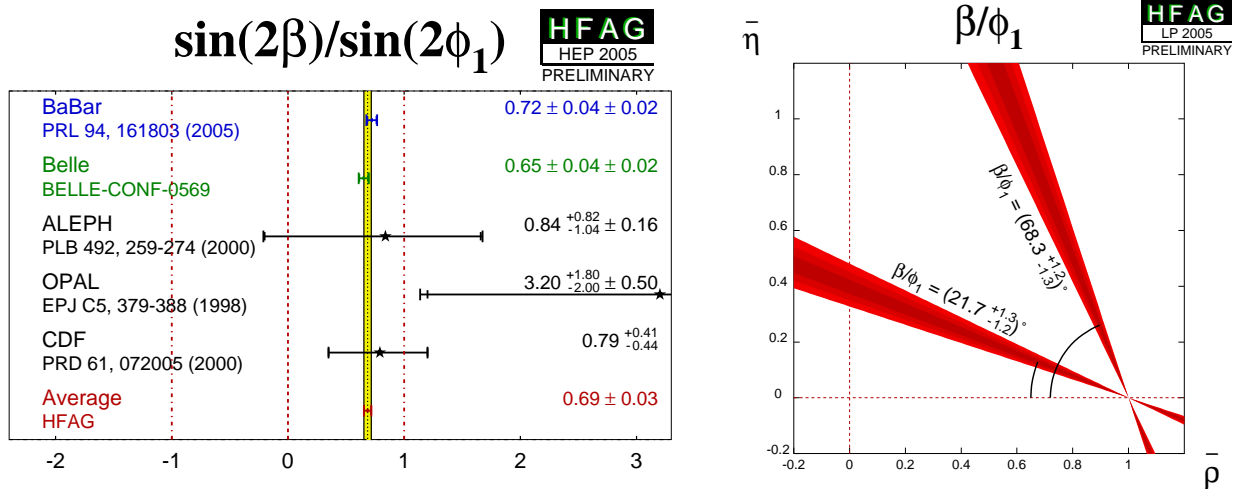 sin(2β)/sin(2ϕ₁)
HFAG
HEP 2005
PRELIMINARY
BaBar
PRL 94, 161803 (2005)
0.72 ± 0.04 ± 0.02
Belle
BELLE-CONF-0569
0.65 ± 0.04 ± 0.02
ALEPH
PLB 492, 259-274 (2000)
0.84 +0.82 -1.04 ± 0.16
OPAL
EPJ C5, 379-388 (1998)
3.20 +1.80 -2.00 ± 0.50
CDF
PRD 61, 072005 (2000)
0.79 +0.41 -0.44
Average
HFAG
0.69 ± 0.03
-2 -1 0 1 2 3
β/ϕ₁
HFAG
LP 2005
PRELIMINARY
η̄
1
0.8
0.6
0.4
0.2
0
-0.2
β/ϕ₁ = (68.3 +1.2 -1.3)°
β/ϕ₁ = (21.7 +1.3 -1.2)°
-0.2 0 0.2 0.4 0.6 0.8 1
ρ̄